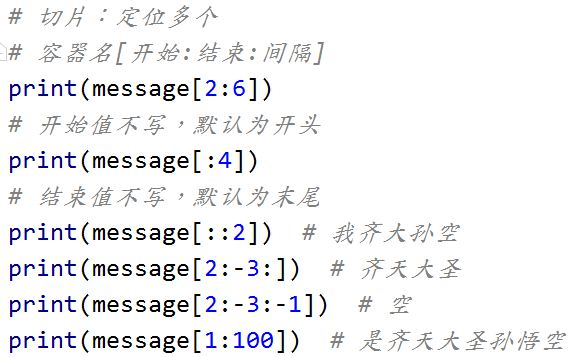 # 切片：定位多个
# 容器名[开始:结束:间隔]
print(message[2:6])
# 开始值不写，默认为开头
print(message[:4])
# 结束值不写，默认为末尾
print(message[::2])  # 我齐大孙空
print(message[2:-3:])  # 齐天大圣
print(message[2:-3:-1])  # 空
print(message[1:100])  # 是齐天大圣孙悟空